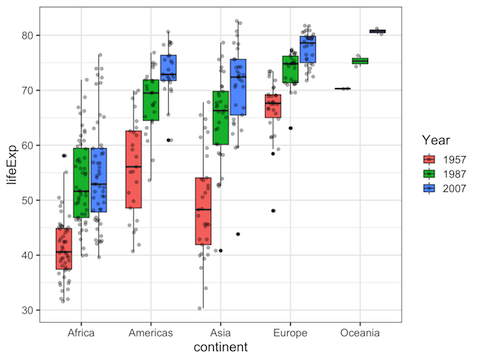 80
70
60
50
40
30
lifeExp
Africa Americas Asia Europe Oceania
continent
Year
1957
1987
2007